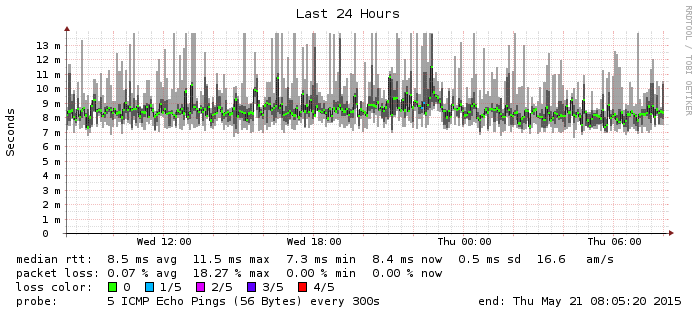 Last 24 Hours
RRDTOOL / TOBI OETIKER
Seconds
13 m
12 m
11 m
10 m
9 m
8 m
7 m
6 m
5 m
4 m
3 m
2 m
1 m
0
Wed 12:00 Wed 18:00 Thu 00:00 Thu 06:00
median rtt: 8.5 ms avg 11.5 ms max 7.3 ms min 8.4 ms now 0.5 ms sd 16.6 am/s
packet loss: 0.07 % avg 18.27 % max 0.00 % min 0.00 % now
loss color: 0 1/5 2/5 3/5 4/5
probe: 5 ICMP Echo Pings (56 Bytes) every 300s end: Thu May 21 08:05:20 2015